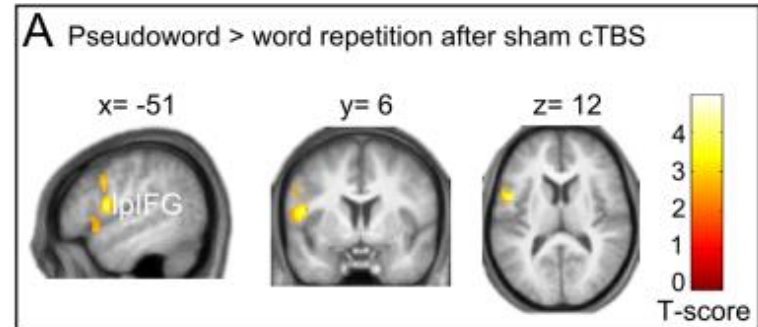 A Pseudoword > word repetition after sham cTBS
x= -51 y= 6 z= 12
lpIFG
4
3
2
1
0
T-score